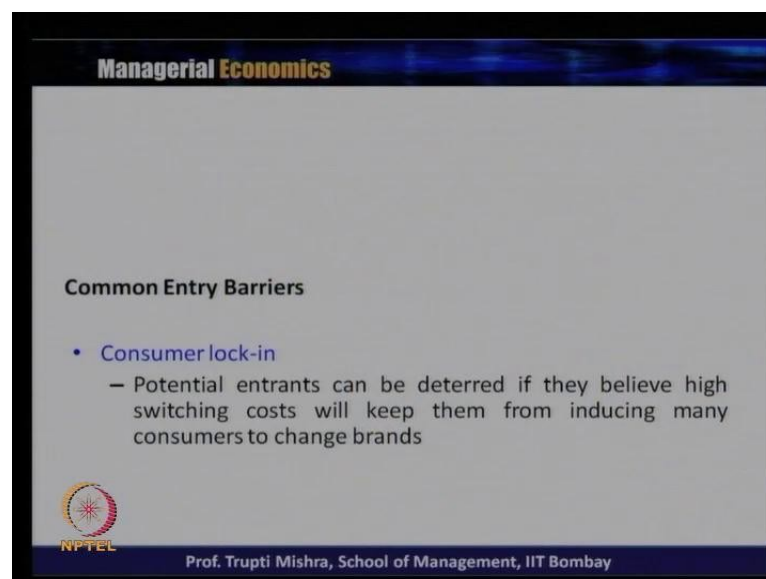 Managerial Economics
Common Entry Barriers
• Consumer lock-in
– Potential entrants can be deterred if they believe high
switching costs will keep them from inducing many
consumers to change brands
NPTEL
Prof. Trupti Mishra, School of Management, IIT Bombay